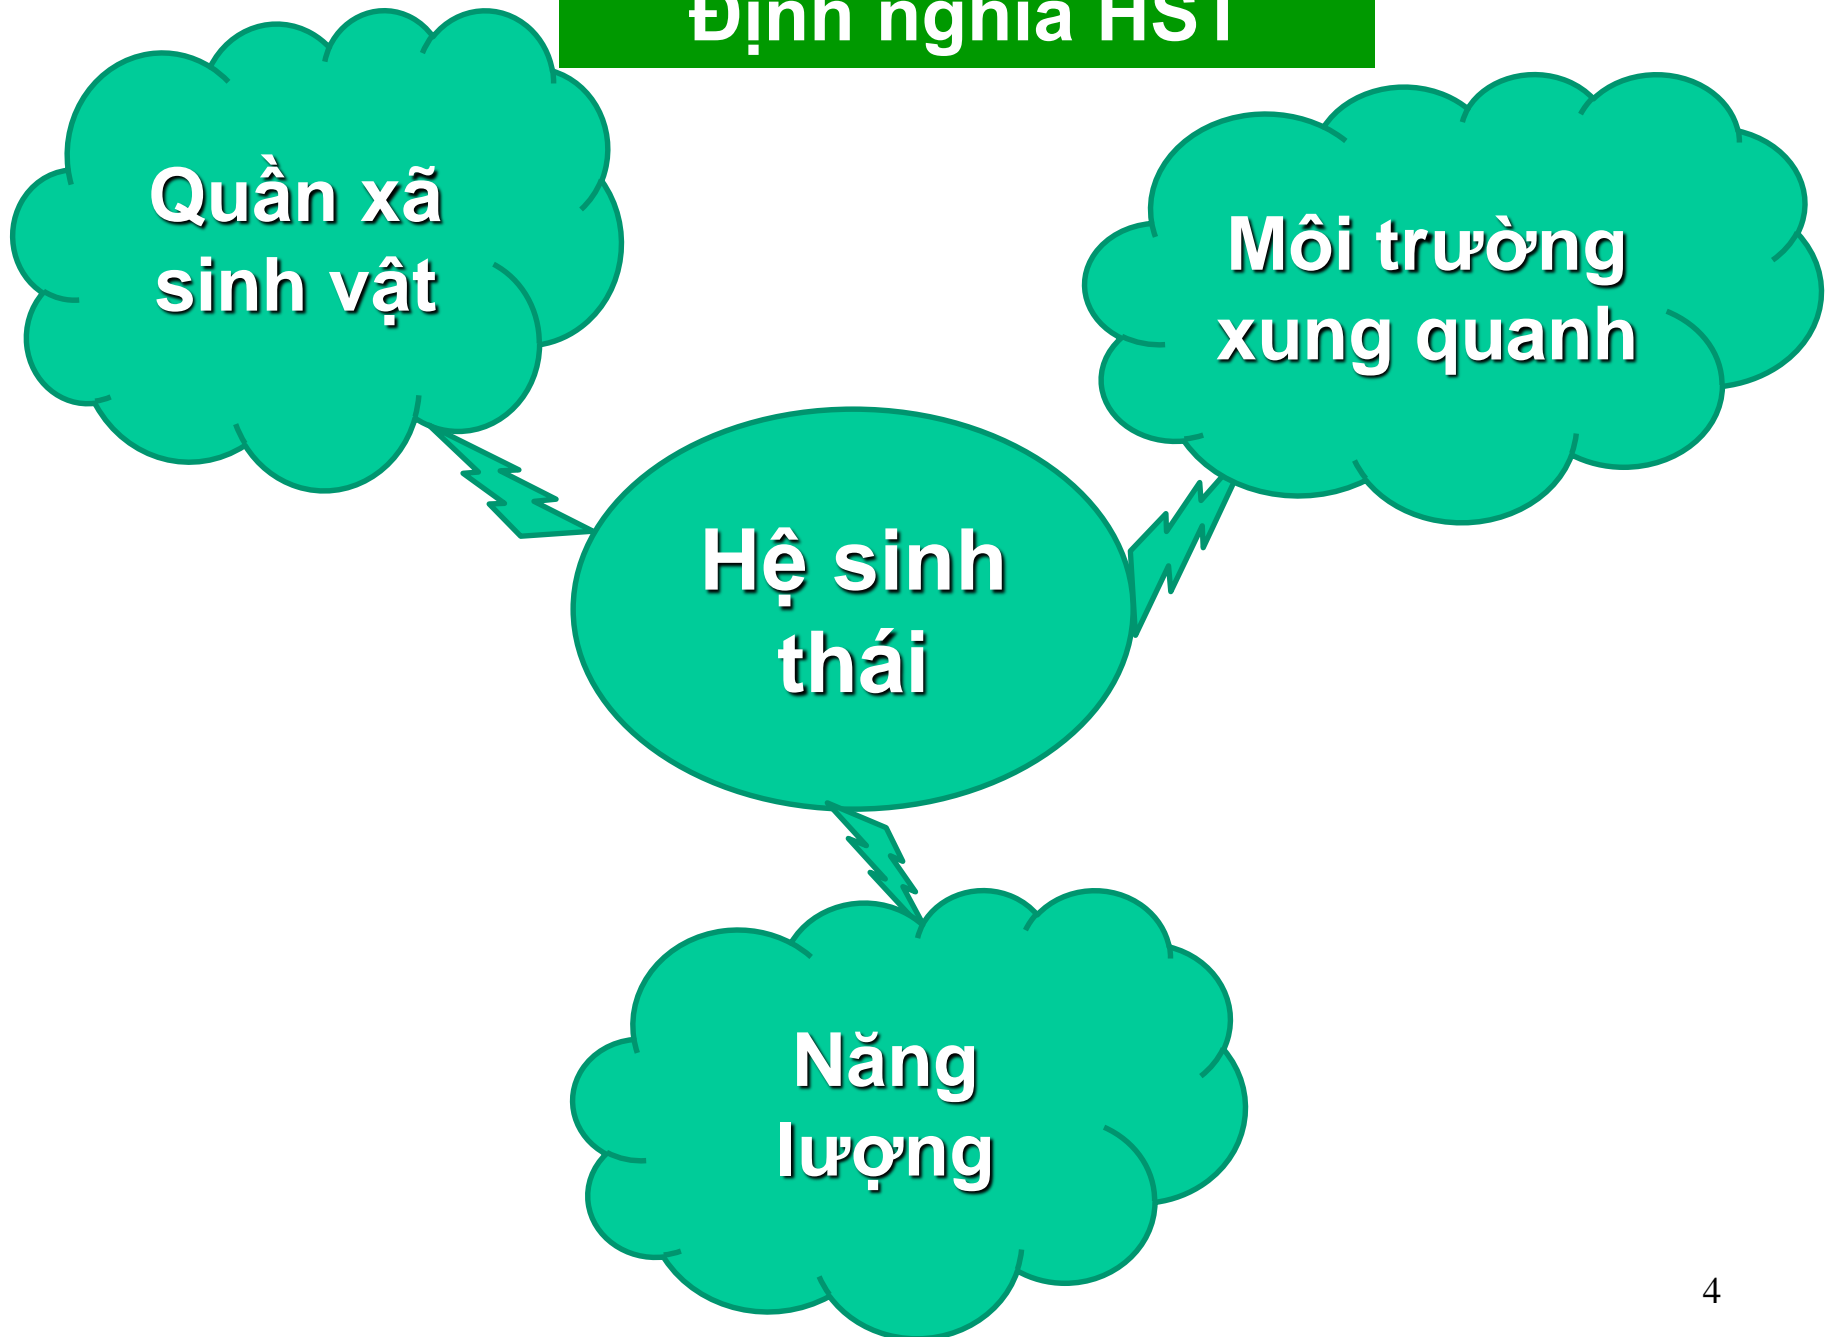 Định nghĩa HST
Quần xã
sinh vật
Môi trường
xung quanh
Hệ sinh
thái
Năng
lượng
4